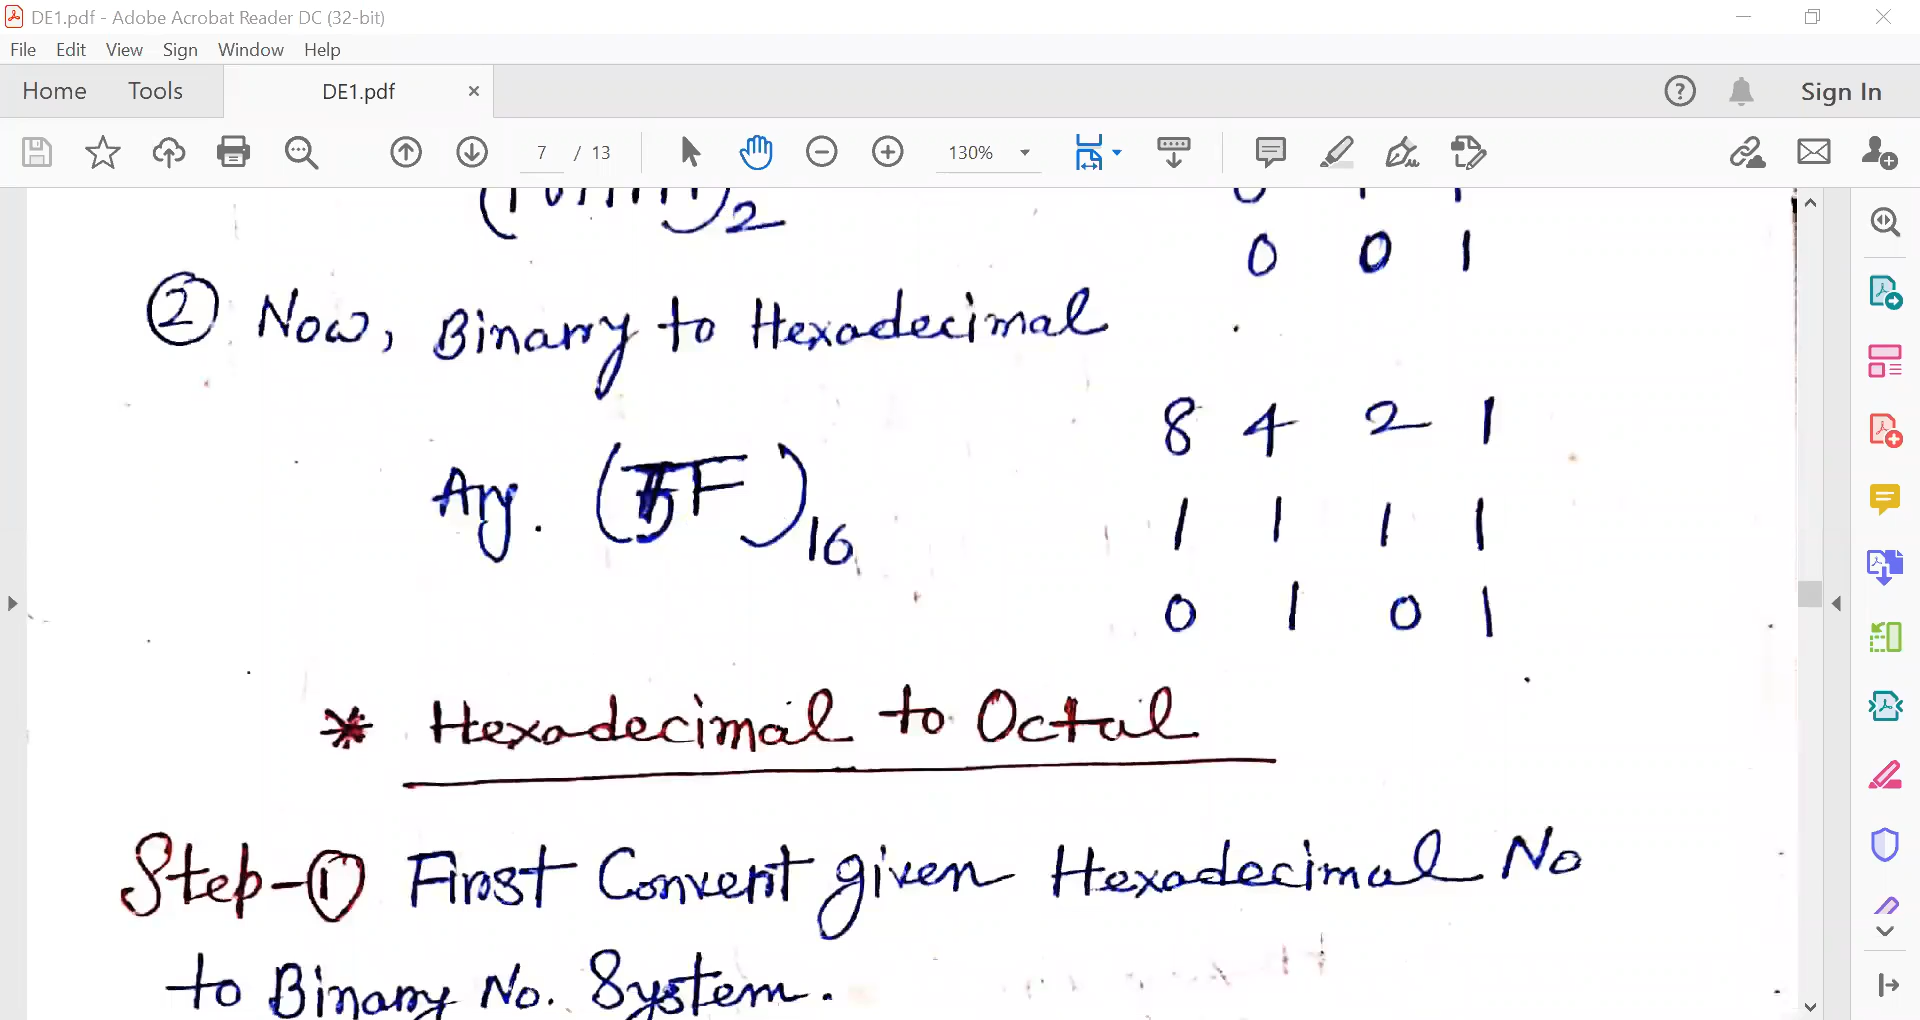 DE1.pdf - Adobe Acrobat Reader DC (32-bit)
File Edit View Sign Window Help
Home Tools DE1.pdf × Sign In
7 / 13 130%
)2
0 0 1
② Now, Binary to Hexadecimal
8 4 2 1
Ans. ( F)16
1 1 1 1
0 1 0 1
* Hexadecimal to Octal
Step-① First Convert given Hexadecimal No
to Binary No. System.